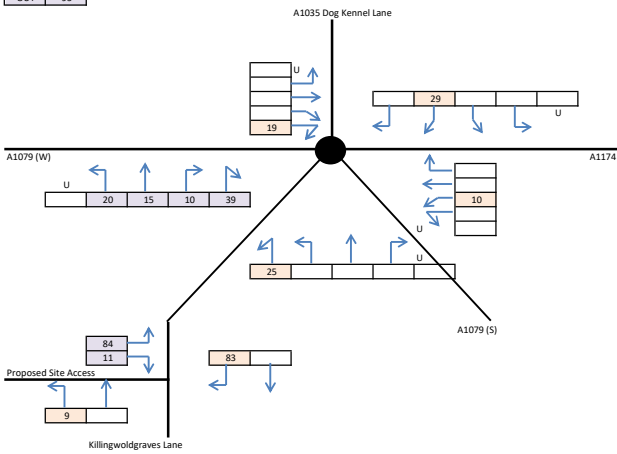 A1035 Dog Kennel Lane
U
29
19
U
A1079 (W)
A1174
U
20 15 10 39
10
U
U
25
A1079 (S)
84
11
83
Proposed Site Access
9
Killingwoldgraves Lane